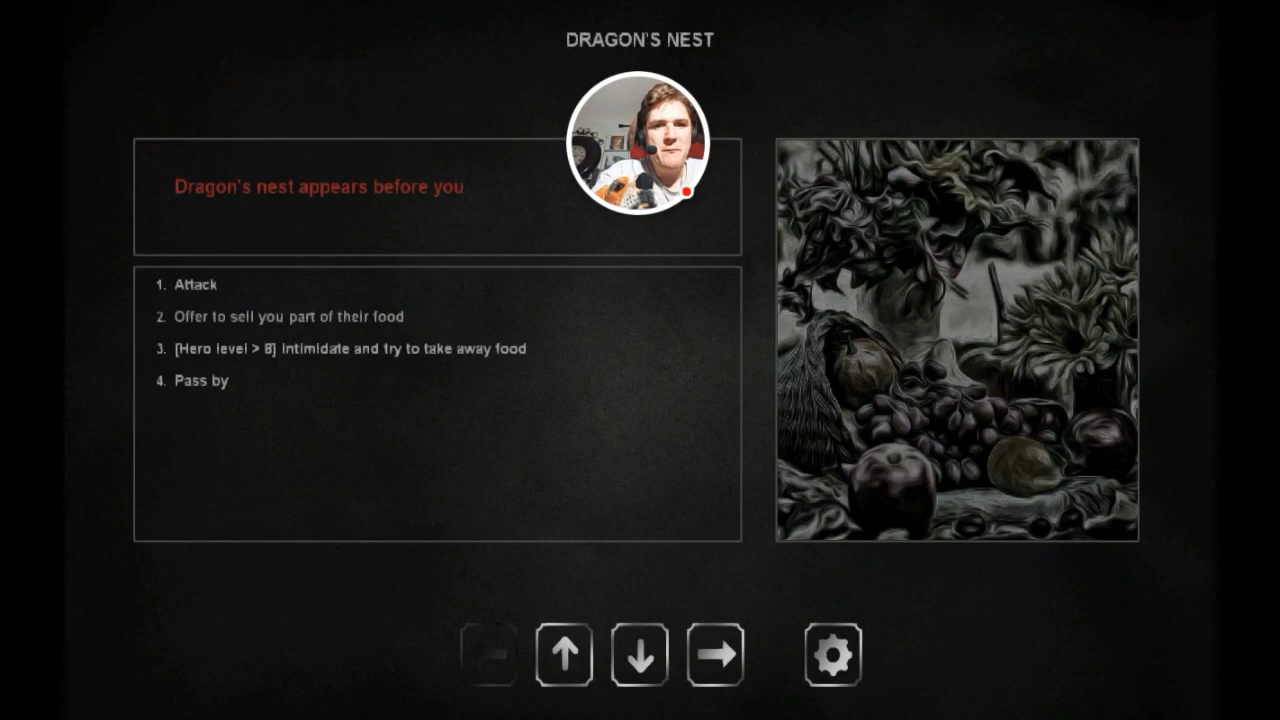 DRAGON'S NEST
Dragon's nest appears before you
1. Attack
2. Offer to sell you part of their food
3. [Hero level > 8] Intimidate and try to take away food
4. Pass by